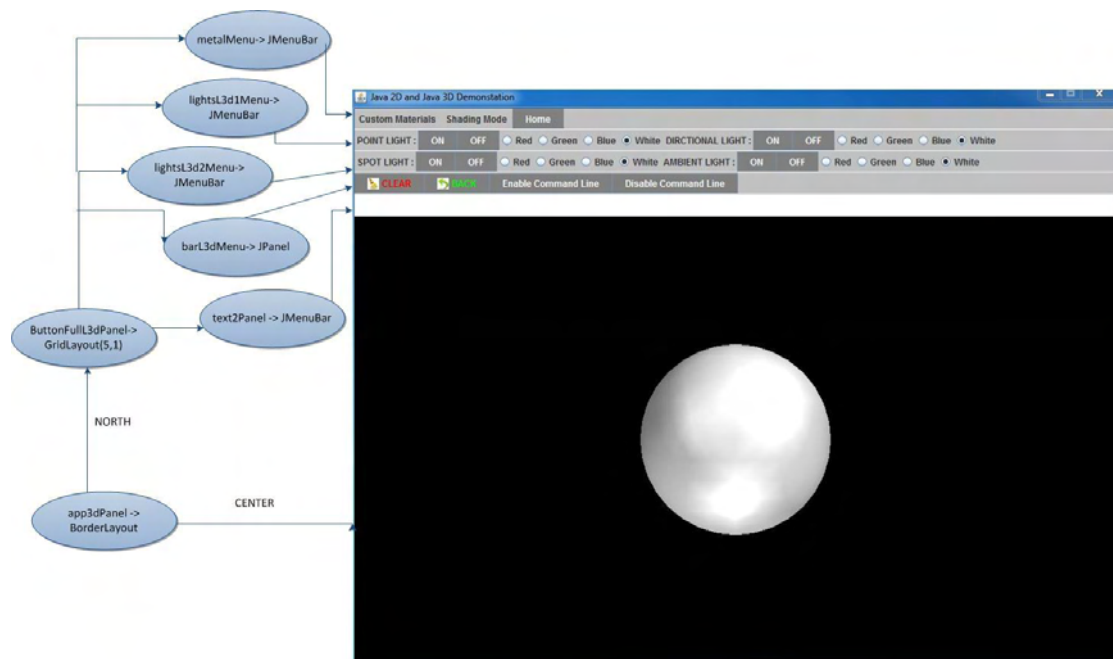 metalMenu-> JMenuBar
lightsL3d1Menu->
JMenuBar
lightsL3d2Menu->
JMenuBar
barL3dMenu-> JPanel
text2Panel -> JMenuBar
ButtonFullL3dPanel->
GridLayout(5,1)
NORTH
app3dPanel ->
BorderLayout
CENTER
Java 2D and Java 3D Demonstation
Custom Materials Shading Mode Home
POINT LIGHT : ON OFF Red Green Blue White DIRCTIONAL LIGHT : ON OFF Red Green Blue White
SPOT LIGHT : ON OFF Red Green Blue White AMBIENT LIGHT : ON OFF Red Green Blue White
CLEAR BACK Enable Command Line Disable Command Line